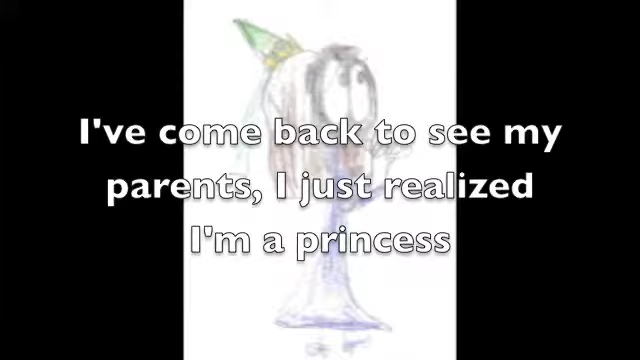 I've come back to see my
parents, I just realized
I'm a princess